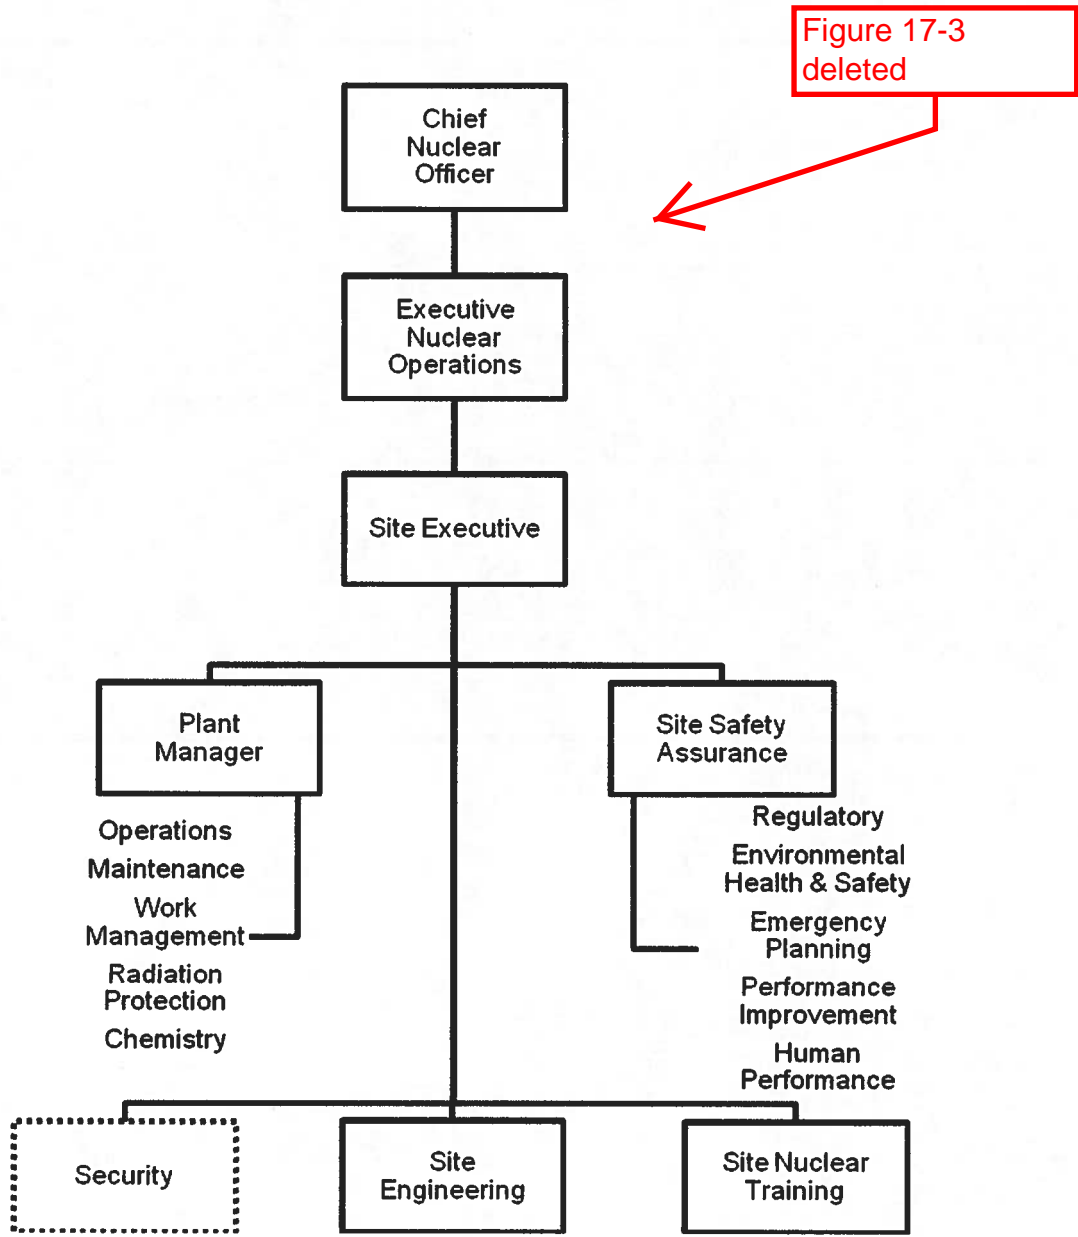 Figure 17-3
deleted
Chief
Nuclear
Officer
Executive
Nuclear
Operations
Site Executive
Plant
Manager
Site Safety
Assurance
Operations
Maintenance
Work
Management
Radiation
Protection
Chemistry
Regulatory
Environmental
Health & Safety
Emergency
Planning
Performance
Improvement
Human
Performance
Security
Site
Engineering
Site Nuclear
Training